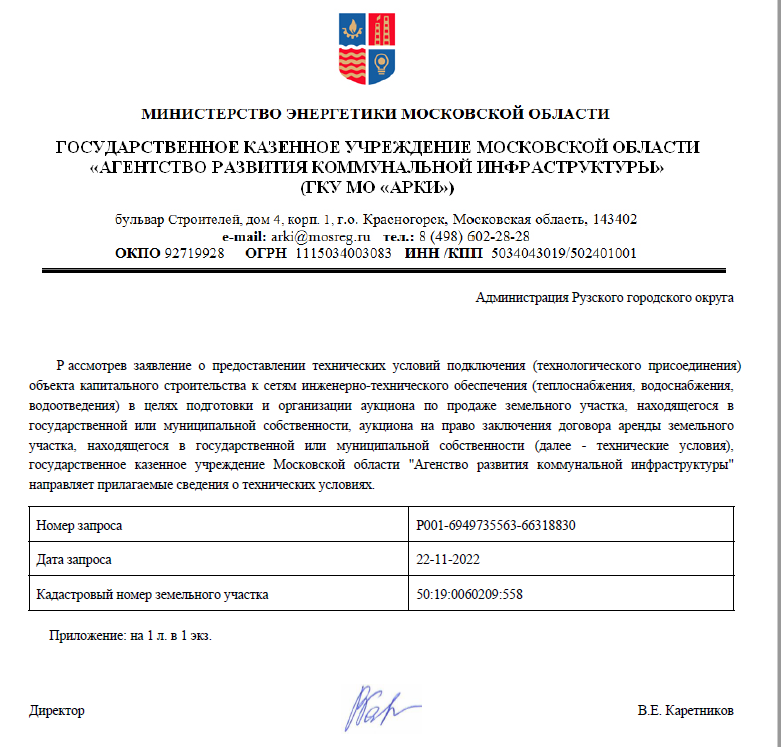 МИНИСТЕРСТВО ЭНЕРГЕТИКИ МОСКОВСКОЙ ОБЛАСТИ
ГОСУДАРСТВЕННОЕ КАЗЕННОЕ УЧРЕЖДЕНИЕ МОСКОВСКОЙ ОБЛАСТИ
«АГЕНТСТВО РАЗВИТИЯ КОММУНАЛЬНОЙ ИНФРАСТРУКТУРЫ»
(ГКУ МО «АРКИ»)
бульвар Строителей, дом 4, корп. 1, г.о. Красногорск, Московская область, 143402
e-mail: arki@mosreg.ru тел.: 8 (498) 602-28-28
ОКПО 92719928 ОГРН 1115034003083 ИНН /КПП 5034043019/502401001
Администрация Рузского городского округа
Рассмотрев заявление о предоставлении технических условий подключения (технологического присоединения)
объекта капитального строительства к сетям инженерно-технического обеспечения (теплоснабжения, водоснабжения,
водоотведения) в целях подготовки и организации аукциона по продаже земельного участка, находящегося в
государственной или муниципальной собственности, аукциона на право заключения договора аренды земельного
участка, находящегося в государственной или муниципальной собственности (далее - технические условия),
государственное казенное учреждение Московской области "Агенство развития коммунальной инфраструктуры"
направляет прилагаемые сведения о технических условиях.
Номер запроса P001-6949735563-66318830
Дата запроса 22-11-2022
Кадастровый номер земельного участка 50:19:0060209:558
Приложение: на 1 л. в 1 экз.
Директор В.Е. Каретников